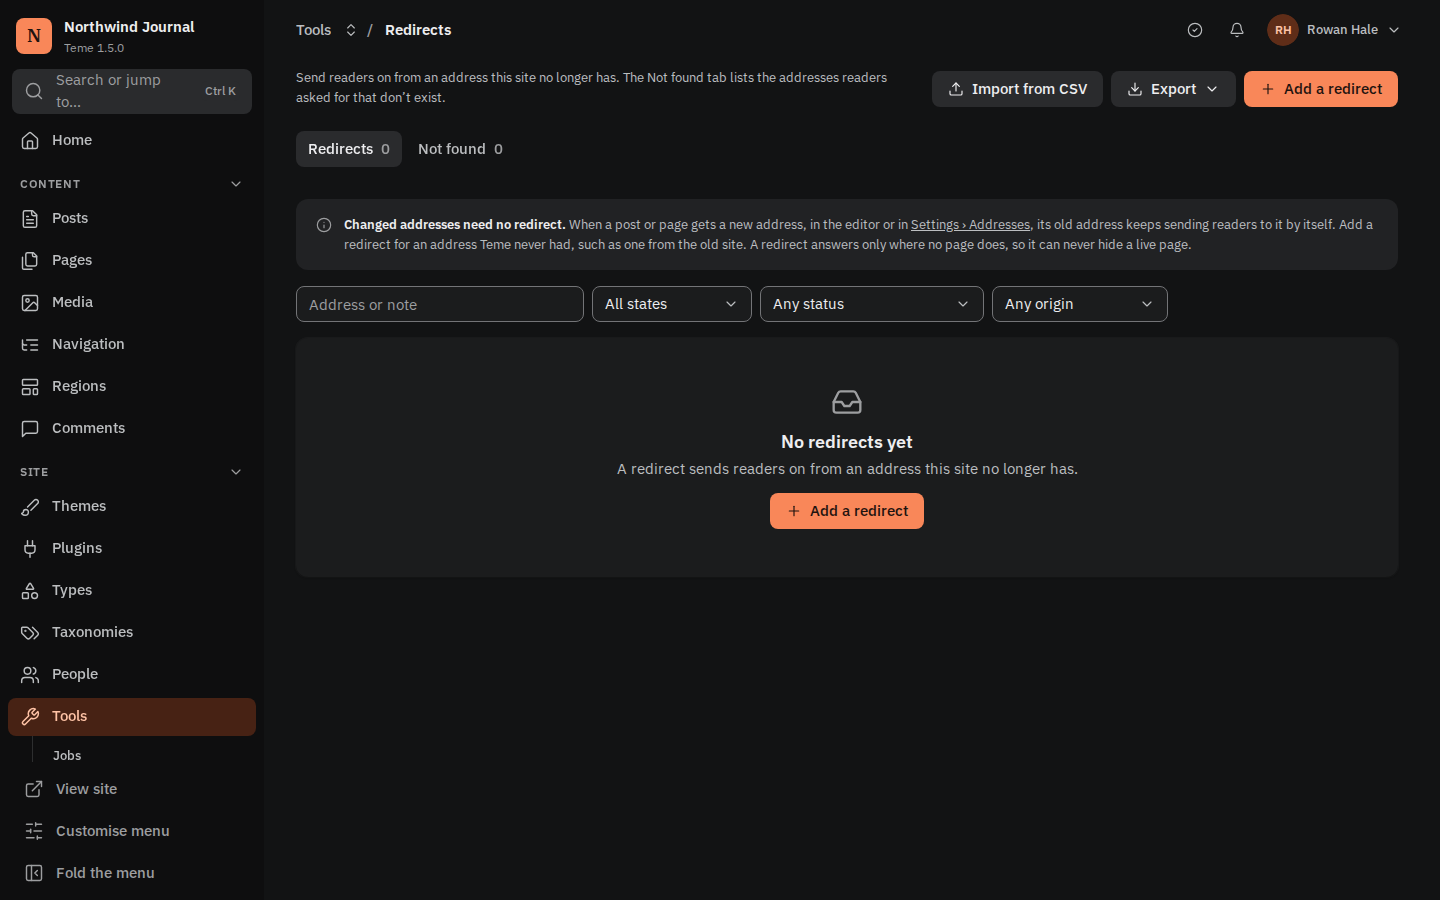 N
Northwind Journal
Teme 1.5.0
Search or jump
to...
Ctrl K
Home
CONTENT
Posts
Pages
Media
Navigation
Regions
Comments
SITE
Themes
Plugins
Types
Taxonomies
People
Tools
Jobs
View site
Customise menu
Fold the menu
Tools / Redirects
RH Rowan Hale
Send readers on from an address this site no longer has. The Not found tab lists the addresses readers
asked for that don’t exist.
Import from CSV
Export
Add a redirect
Redirects 0
Not found 0
Changed addresses need no redirect. When a post or page gets a new address, in the editor or in Settings › Addresses, its old address keeps sending readers to it by itself. Add a
redirect for an address Teme never had, such as one from the old site. A redirect answers only where no page does, so it can never hide a live page.
Address or note
All states
Any status
Any origin
No redirects yet
A redirect sends readers on from an address this site no longer has.
Add a redirect